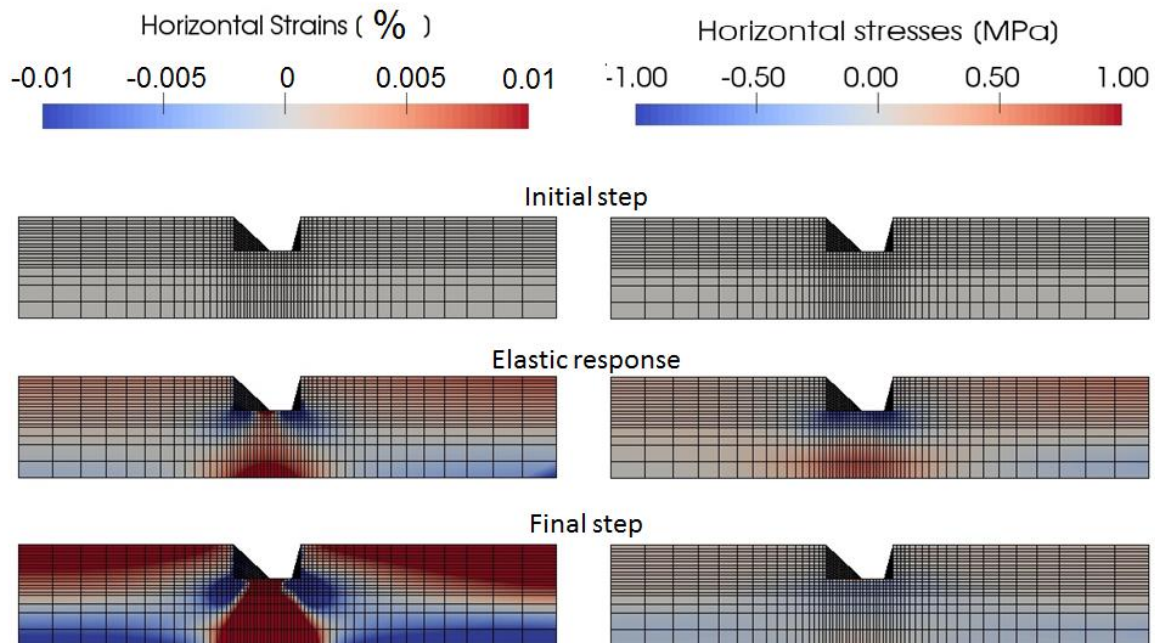 Horizontal Strains ( % )
-0.01 -0.005 0 0.005 0.01
Horizontal stresses (MPa)
-1.00 -0.50 0.00 0.50 1.00
Initial step
Elastic response
Final step